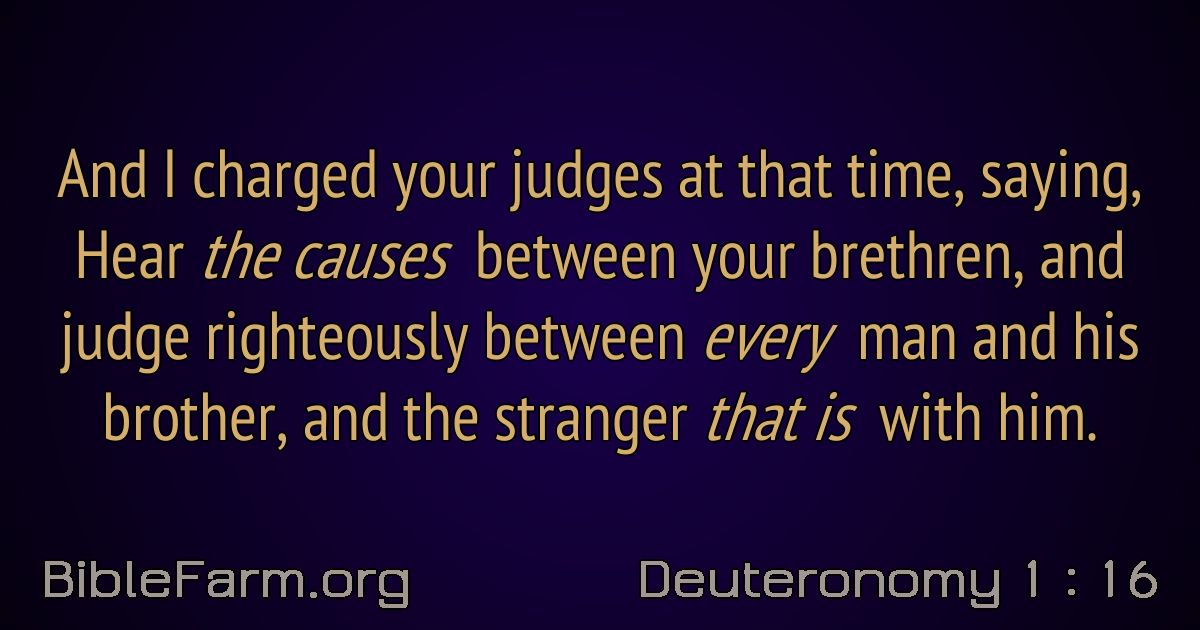 And I charged your judges at that time, saying,
Hear the causes between your brethren, and
judge righteously between every man and his
brother, and the stranger that is with him.
BibleFarm.org
Deuteronomy 1 : 16